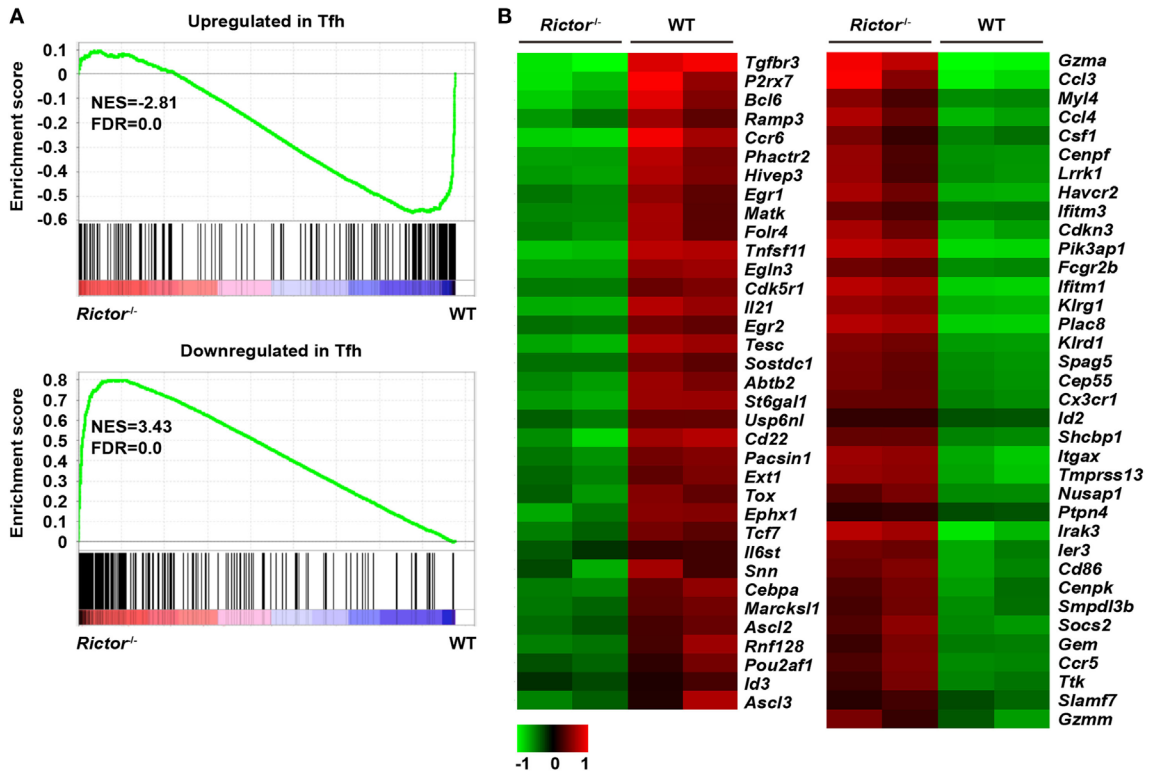 A
Upregulated in Tfh
Enrichment score
0.1
0
-0.1
-0.2
-0.3
-0.4
-0.5
-0.6
NES=-2.81
FDR=0.0
Rictor-/-
WT
Downregulated in Tfh
Enrichment score
0.8
0.7
0.6
0.5
0.4
0.3
0.2
0.1
0
NES=3.43
FDR=0.0
Rictor-/-
WT
B
Rictor-/-
WT
Tgfbr3
P2rx7
Bcl6
Ramp3
Ccr6
Phactr2
Hivep3
Egr1
Matk
Folr4
Tnfsf11
Egln3
Cdk5r1
Il21
Egr2
Tesc
Sostdc1
Abtb2
St6gal1
Usp6nl
Cd22
Pacsin1
Ext1
Tox
Ephx1
Tcf7
Il6st
Snn
Cebpa
Marcksl1
Ascl2
Rnf128
Pou2af1
Id3
Ascl3
-1 0 1
Rictor-/-
WT
Gzma
Ccl3
Myl4
Ccl4
Csf1
Cenpf
Lrrk1
Havcr2
Ifitm3
Cdkn3
Pik3ap1
Fcgr2b
Ifitm1
Klrg1
Plac8
Klrd1
Spag5
Cep55
Cx3cr1
Id2
Shcbp1
Itgax
Tmprss13
Nusap1
Ptpn4
Irak3
Ier3
Cd86
Cenpk
Smpdl3b
Socs2
Gem
Ccr5
Ttk
Slamf7
Gzmm